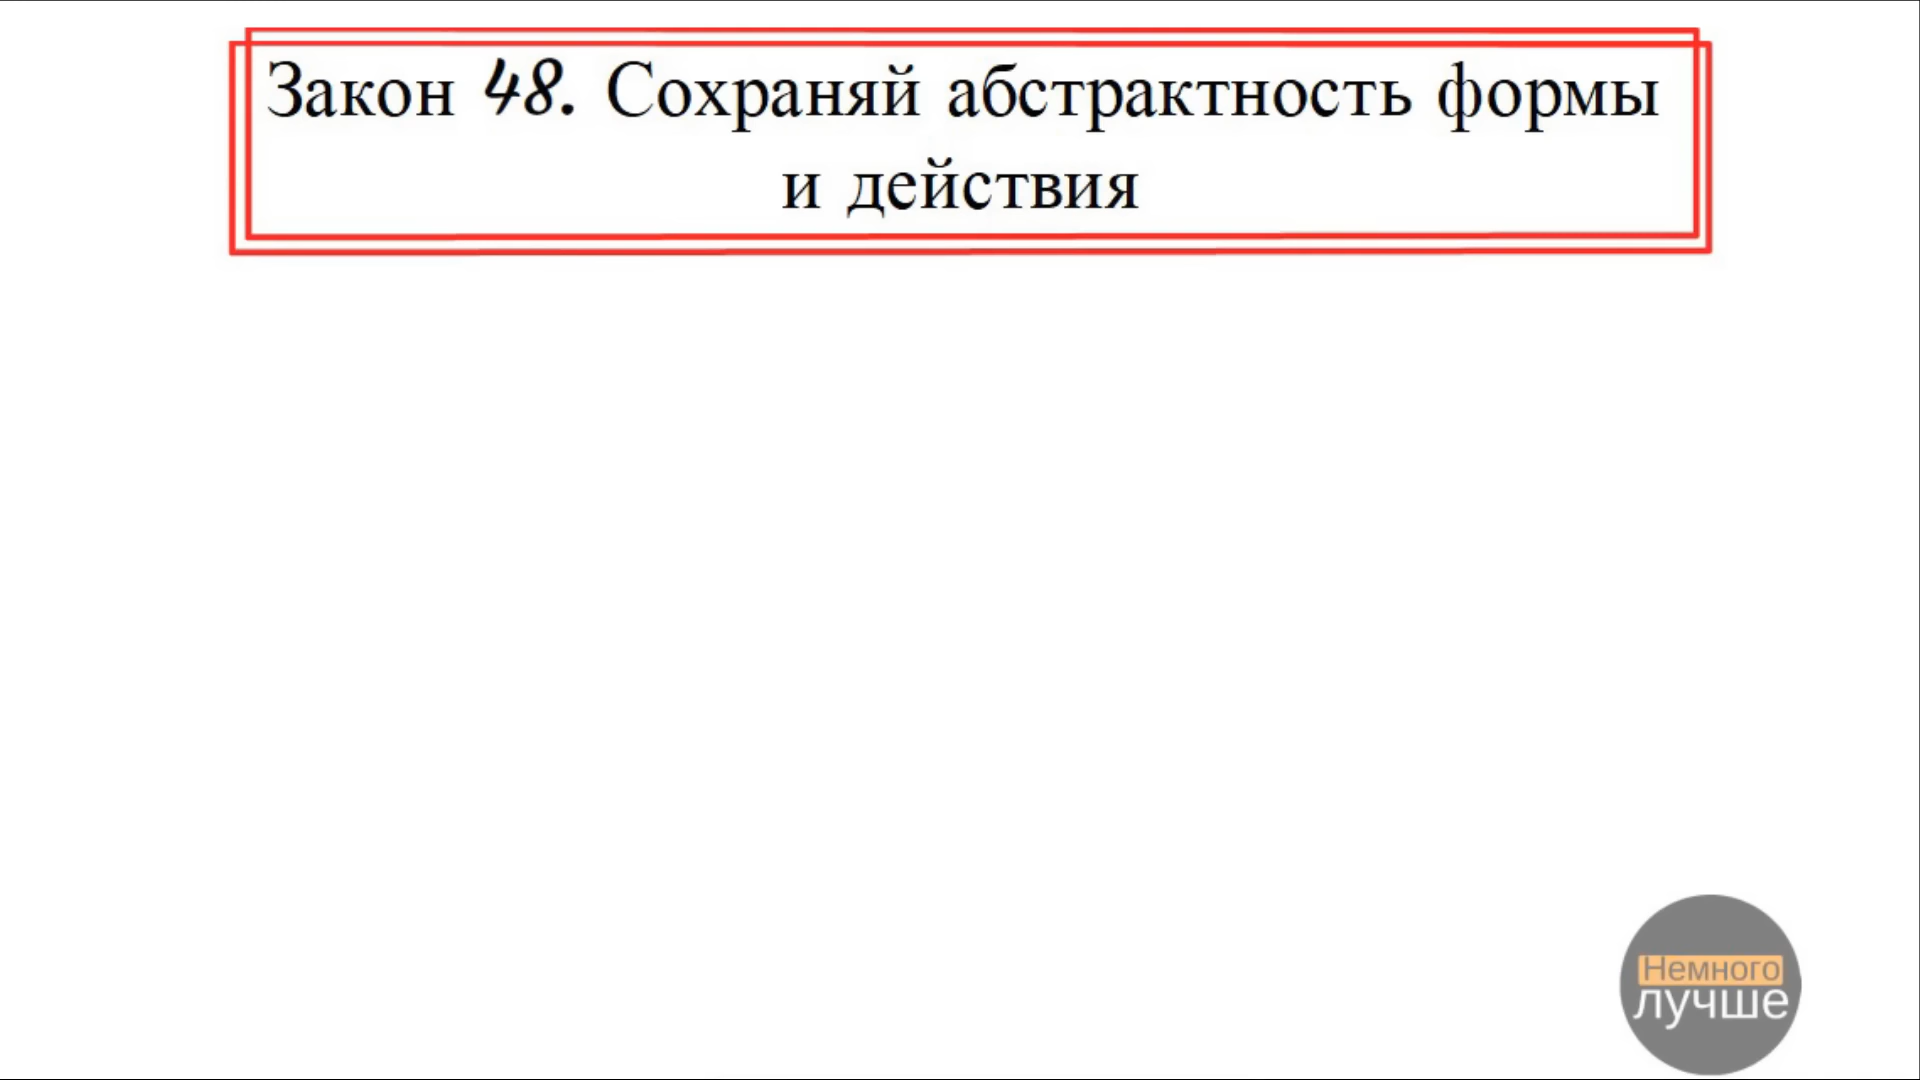 Закон 48. Сохраняй абстрактность формы
и действия
Немного
лучше